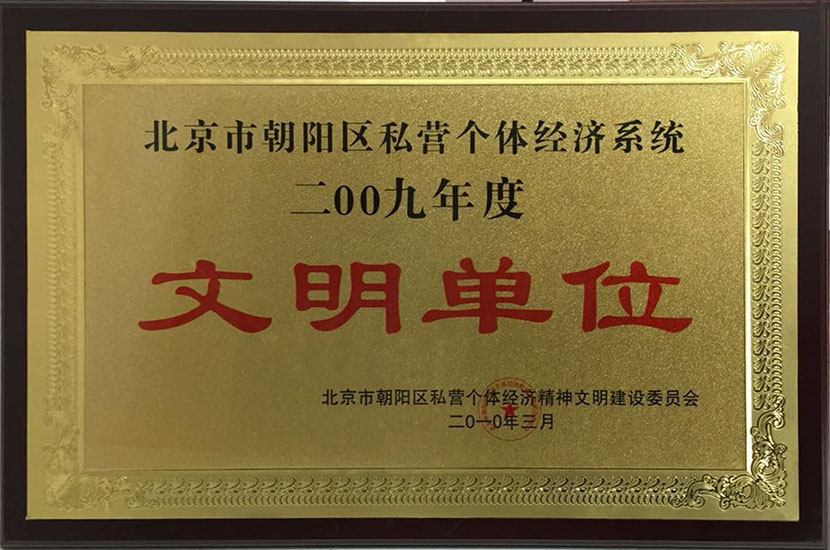 北京市朝阳区私营个体经济系统
二00九年度
文明单位
北京市朝阳区私营个体经济精神文明建设委员会
二0一0年三月